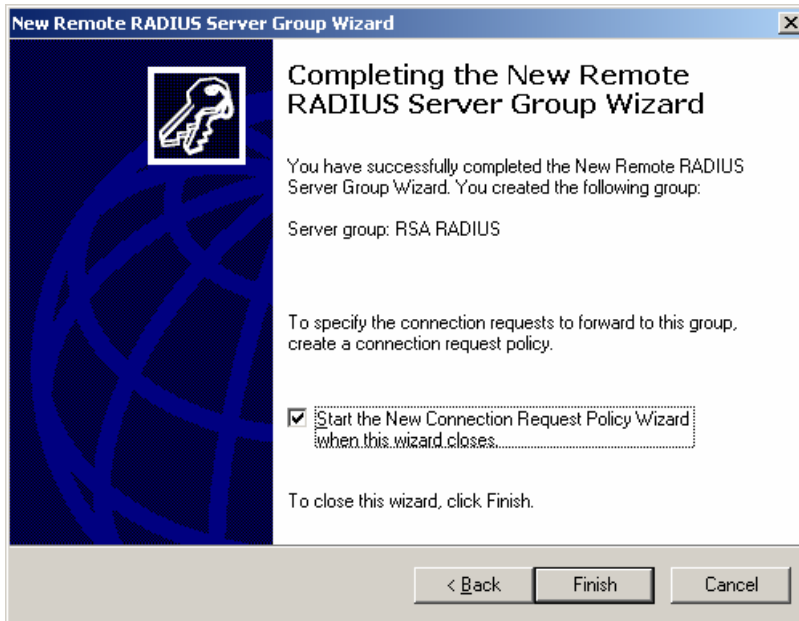 New Remote RADIUS Server Group Wizard
Completing the New Remote
RADIUS Server Group Wizard
You have successfully completed the New Remote RADIUS
Server Group Wizard. You created the following group:
Server group: RSA RADIUS
To specify the connection requests to forward to this group,
create a connection request policy.
Start the New Connection Request Policy Wizard
when this wizard closes.
To close this wizard, click Finish.
< Back
Finish
Cancel